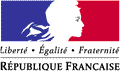 Liberté • Égalité • Fraternité
RÉPUBLIQUE FRANÇAISE